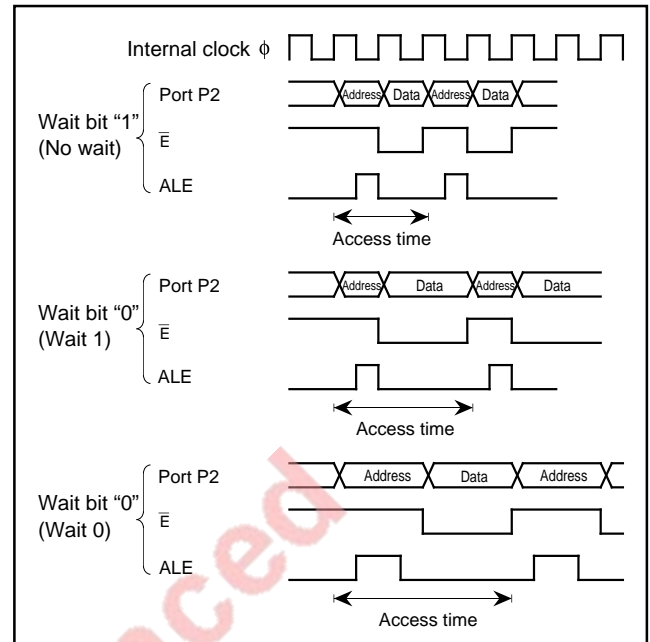 Internal clock ϕ
Wait bit “1”
(No wait)
Port P2
Address Data Address Data
E̅
ALE
Access time
Wait bit “0”
(Wait 1)
Port P2
Address Data Address Data
E̅
ALE
Access time
Wait bit “0”
(Wait 0)
Port P2
Address Data Address
E̅
ALE
Access time